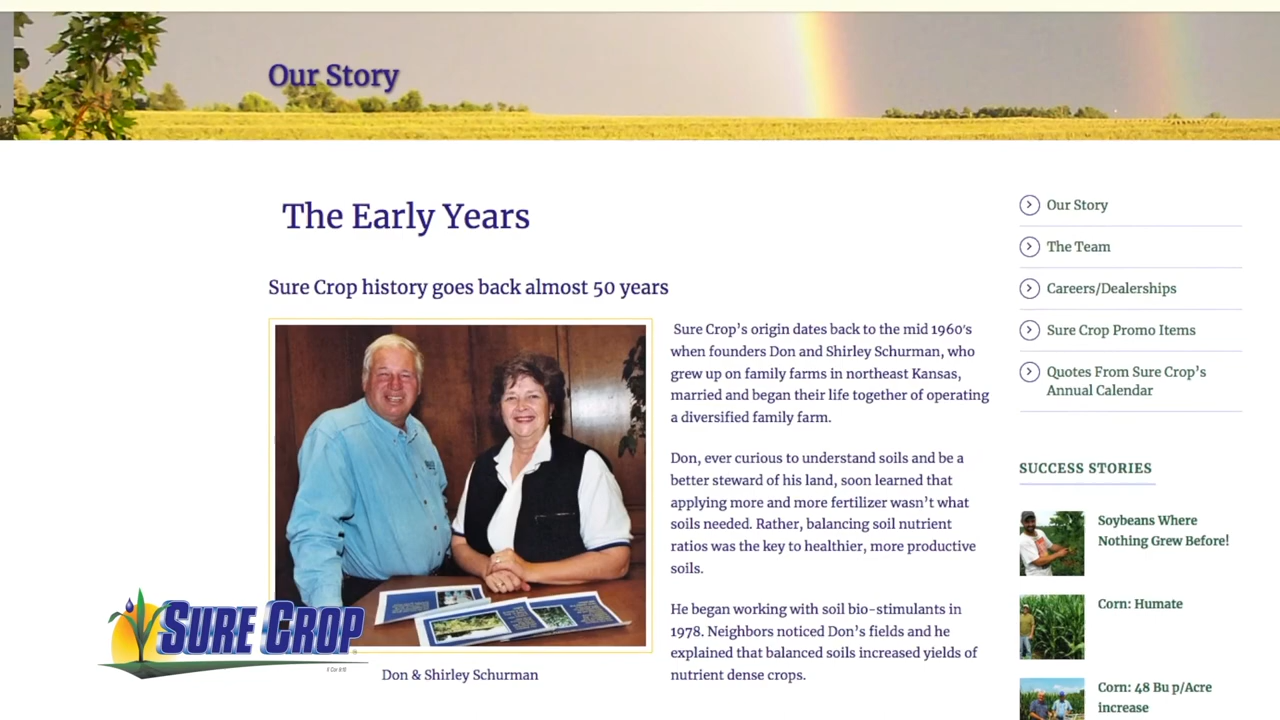 Our Story
The Early Years
Sure Crop history goes back almost 50 years
Sure Crop’s origin dates back to the mid 1960's
when founders Don and Shirley Schurman, who
grew up on family farms in northeast Kansas,
married and began their life together of operating
a diversified family farm.
Don, ever curious to understand soils and be a
better steward of his land, soon learned that
applying more and more fertilizer wasn’t what
soils needed. Rather, balancing soil nutrient
ratios was the key to healthier, more productive
soils.
He began working with soil bio-stimulants in
1978. Neighbors noticed Don’s fields and he
explained that balanced soils increased yields of
nutrient dense crops.
Don & Shirley Schurman
SURE CROP
Our Story
The Team
Careers/Dealerships
Sure Crop Promo Items
Quotes From Sure Crop’s
Annual Calendar
SUCCESS STORIES
Soybeans Where
Nothing Grew Before!
Corn: Humate
Corn: 48 Bu p/Acre
increase